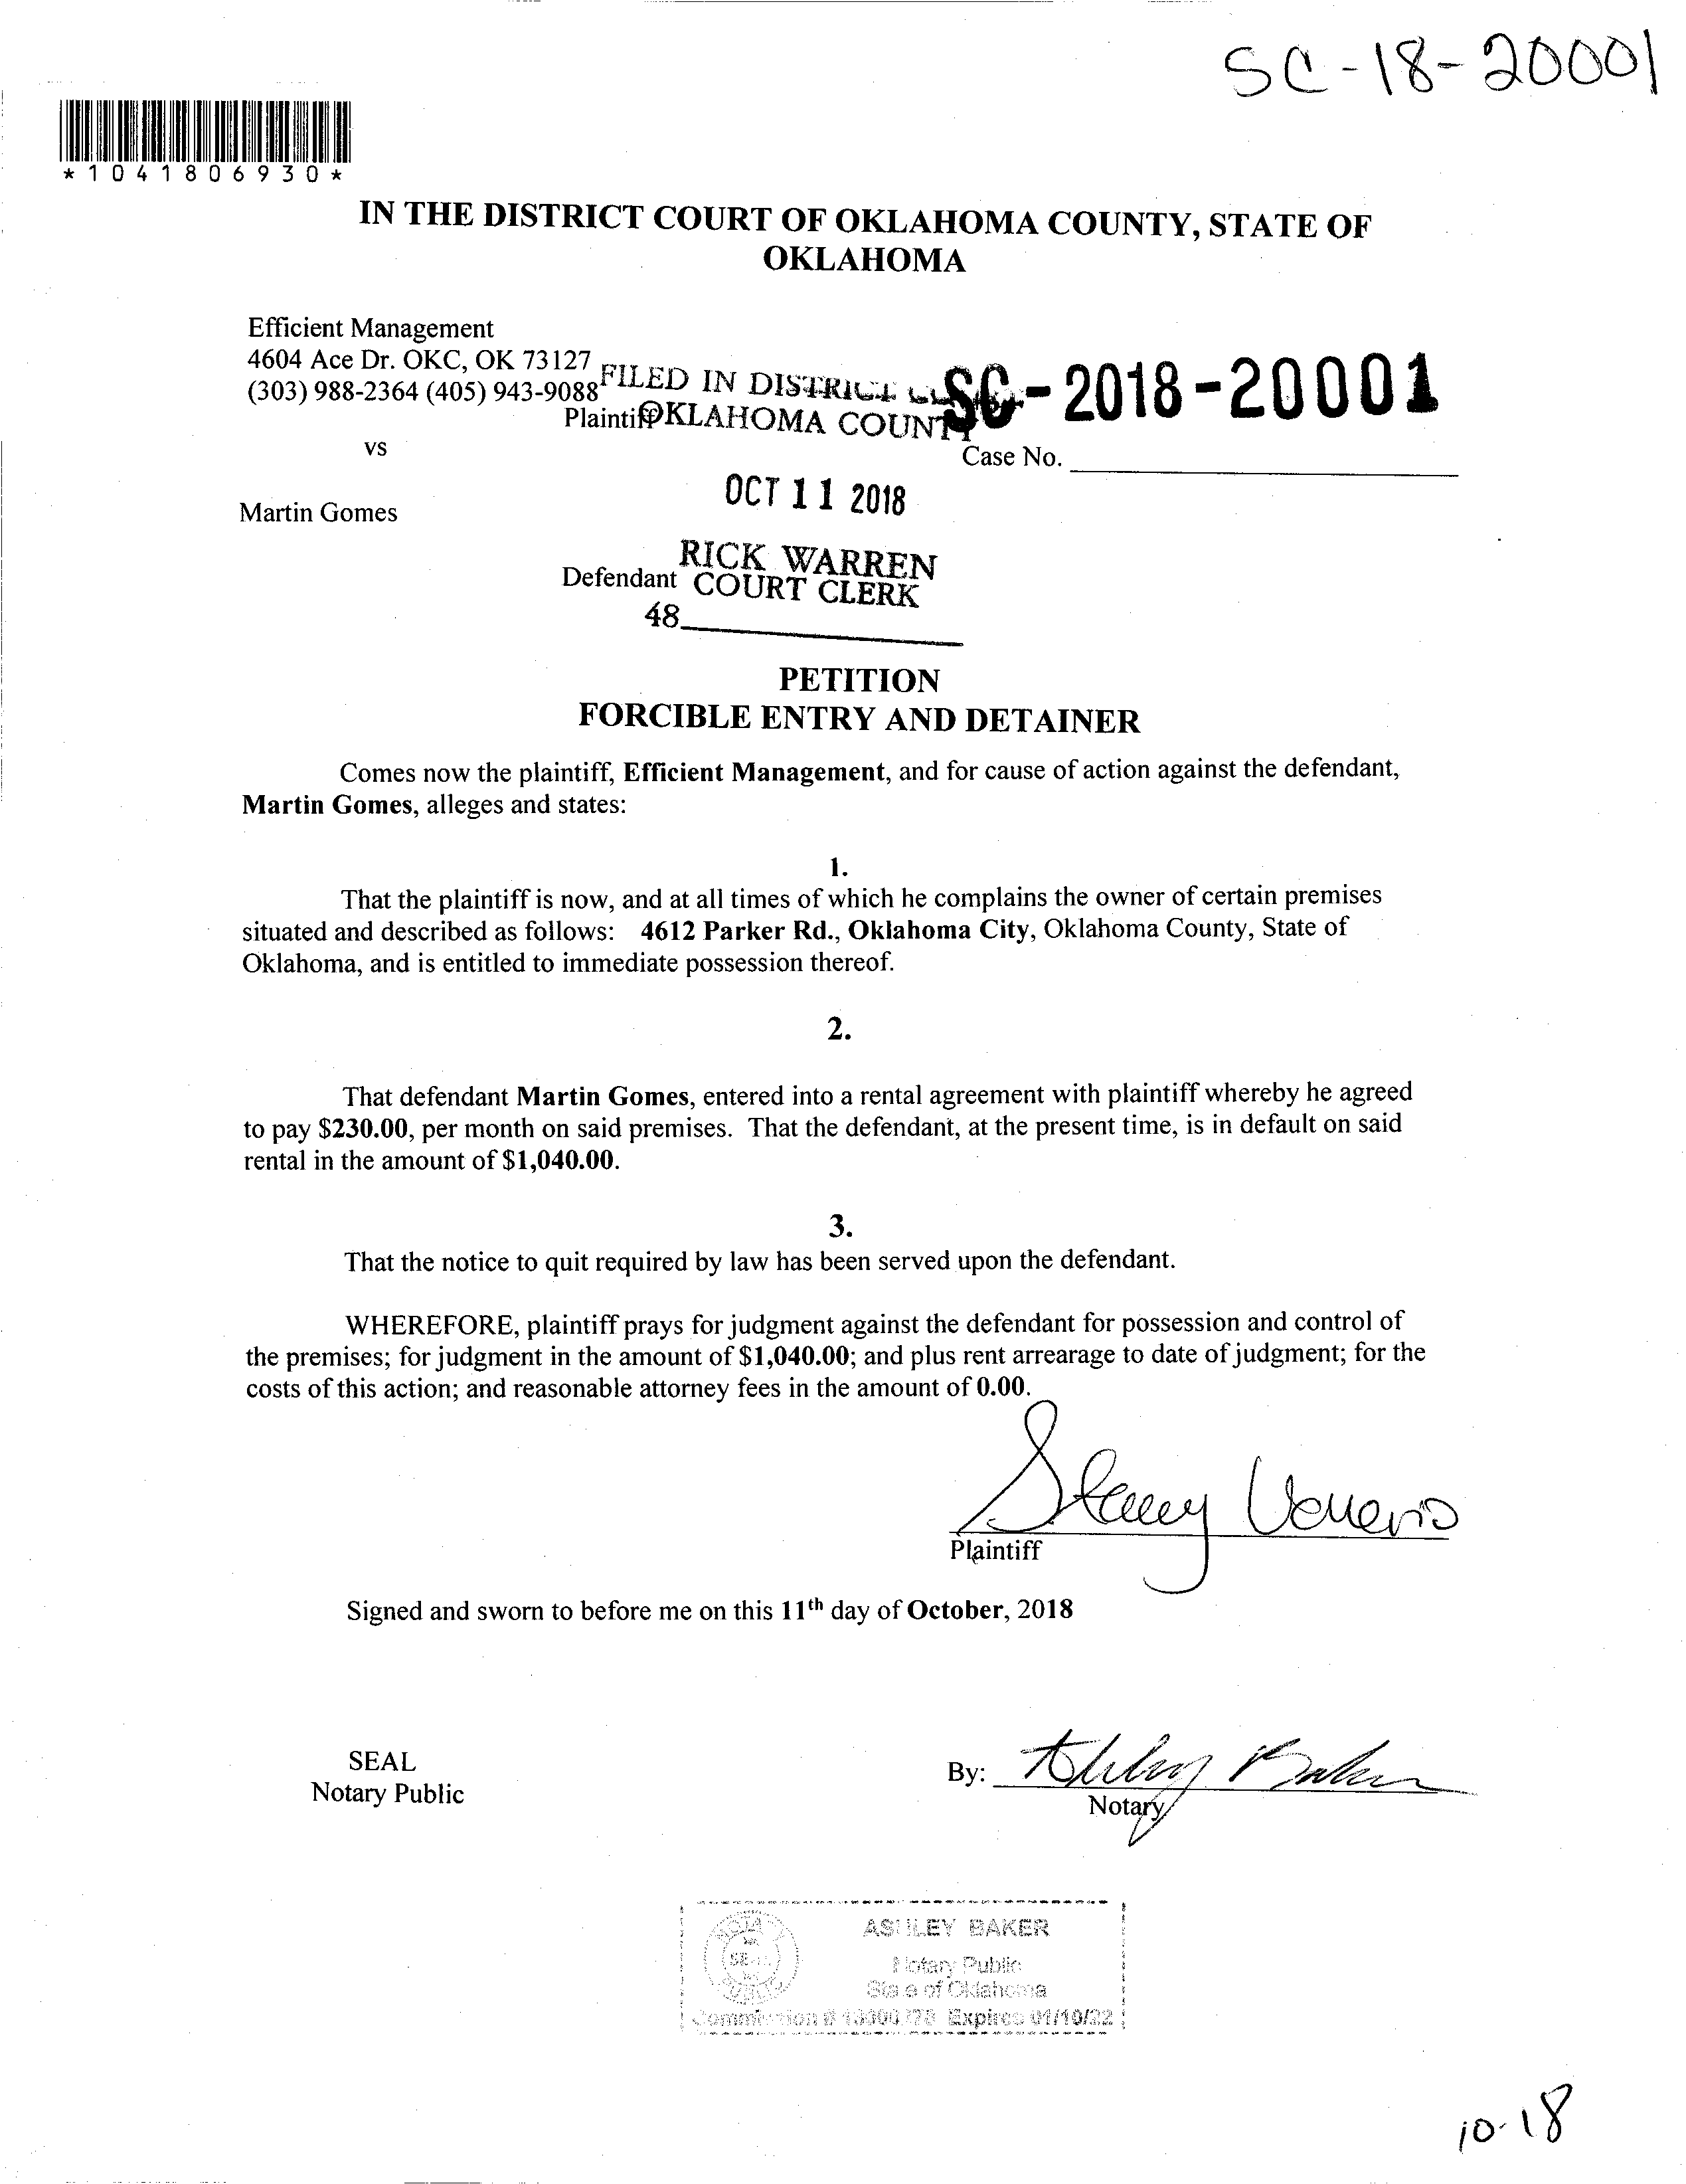 SC-18-20001
*1041806930*
IN THE DISTRICT COURT OF OKLAHOMA COUNTY, STATE OF
OKLAHOMA
Efficient Management
4604 Ace Dr. OKC, OK 73127
(303) 988-2364 (405) 943-9088
Plaintiff
FILED IN DISTRICT
OKLAHOMA COUNTY
SC-2018-20001
vs
Case No.
OCT 11 2018
Martin Gomes
RICK WARREN
Defendant COURT CLERK
48
PETITION
FORCIBLE ENTRY AND DETAINER
Comes now the plaintiff, Efficient Management, and for cause of action against the defendant,
Martin Gomes, alleges and states:
1.
That the plaintiff is now, and at all times of which he complains the owner of certain premises
situated and described as follows: 4612 Parker Rd., Oklahoma City, Oklahoma County, State of
Oklahoma, and is entitled to immediate possession thereof.
2.
That defendant Martin Gomes, entered into a rental agreement with plaintiff whereby he agreed
to pay $230.00, per month on said premises. That the defendant, at the present time, is in default on said
rental in the amount of $1,040.00.
3.
That the notice to quit required by law has been served upon the defendant.
WHEREFORE, plaintiff prays for judgment against the defendant for possession and control of
the premises; for judgment in the amount of $1,040.00; and plus rent arrearage to date of judgment; for the
costs of this action; and reasonable attorney fees in the amount of 0.00.
Plaintiff
Signed and sworn to before me on this 11th day of October, 2018
SEAL
Notary Public
By: Ashley Baker
Notary
ASHLEY BAKER
Notary Public
State of Oklahoma
Commission # Expires 01/10/22
10-18